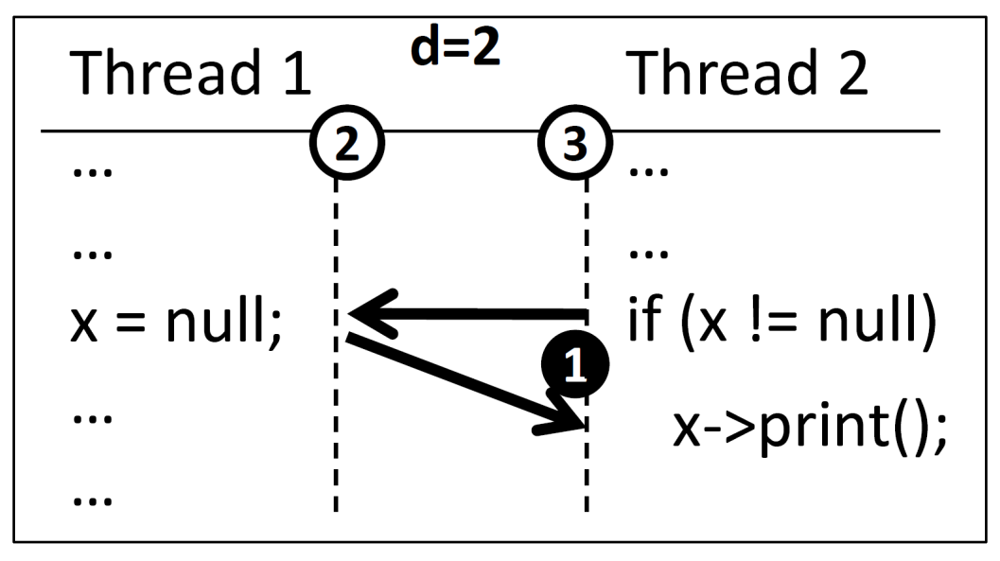 d=2
Thread 1 Thread 2
2 3
... ...
... ...
x = null; if (x != null)
1
... x->print();
...